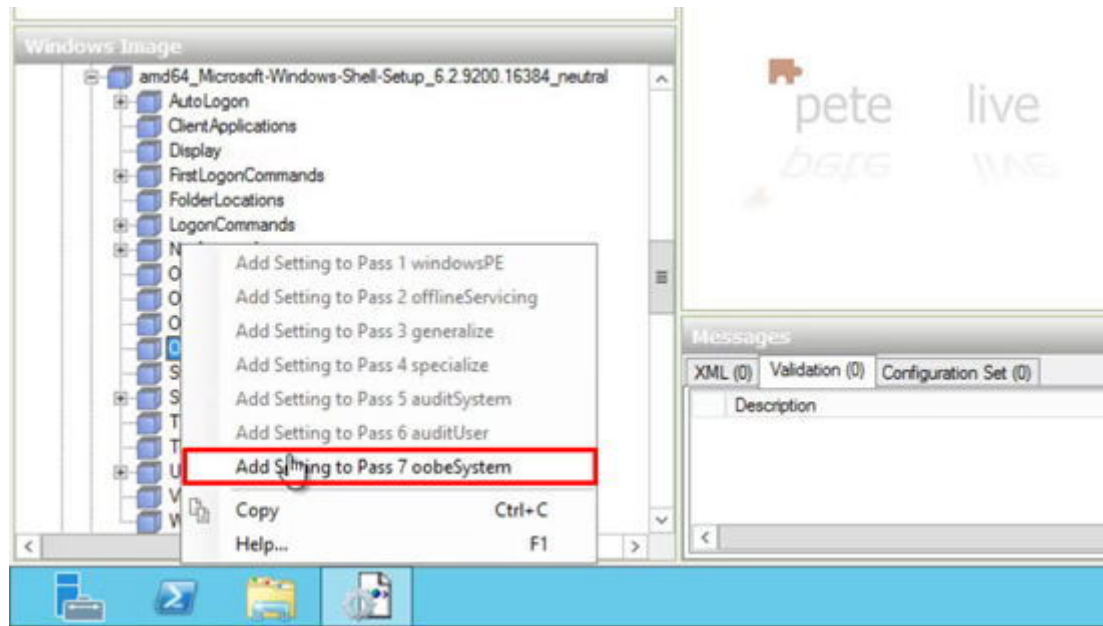 Windows Image
amd64_Microsoft-Windows-Shell-Setup_6.2.9200.16384_neutral
AutoLogon
ClientApplications
Display
FirstLogonCommands
FolderLocations
LogonCommands
N
O
O
O
O
S
S
T
T
U
V
W
Add Setting to Pass 1 windowsPE
Add Setting to Pass 2 offlineServicing
Add Setting to Pass 3 generalize
Add Setting to Pass 4 specialize
Add Setting to Pass 5 auditSystem
Add Setting to Pass 6 auditUser
Add Setting to Pass 7 oobeSystem
Copy Ctrl+C
Help... F1
pete live
Messages
XML (0) Validation (0) Configuration Set (0)
Description